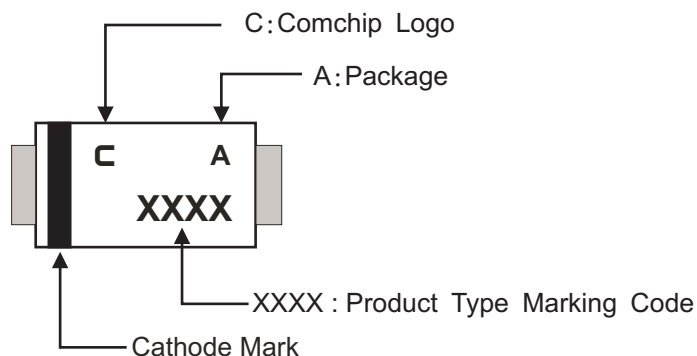 C:Comchip Logo
A:Package
C A
XXXX
XXXX : Product Type Marking Code
Cathode Mark